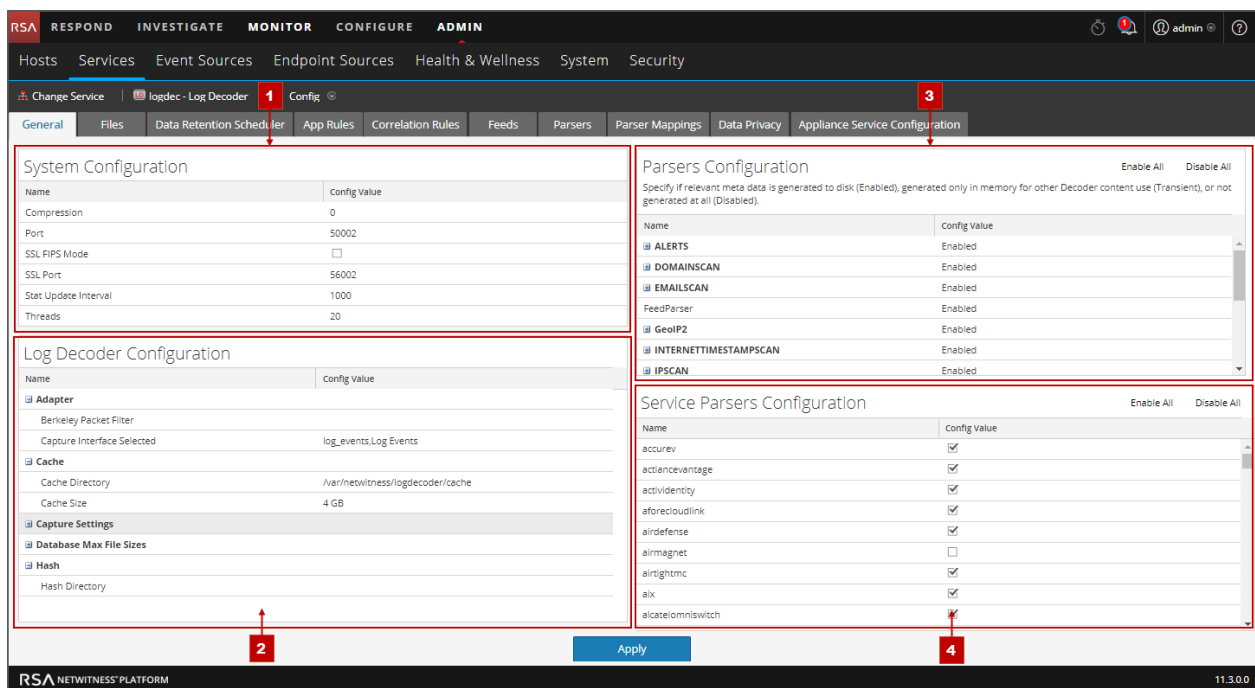 RSA RESPOND INVESTIGATE MONITOR CONFIGURE ADMIN 1 admin ?
Hosts Services Event Sources Endpoint Sources Health & Wellness System Security
Change Service logdec - Log Decoder 1 Config 3
General Files Data Retention Scheduler App Rules Correlation Rules Feeds Parsers Parser Mappings Data Privacy Appliance Service Configuration
System Configuration
Name Config Value
Compression 0
Port 50002
SSL FIPS Mode
SSL Port 56002
Stat Update Interval 1000
Threads 20
Log Decoder Configuration
Name Config Value
Adapter
Berkeley Packet Filter
Capture Interface Selected log_events,Log Events
Cache
Cache Directory /var/netwitness/logdecoder/cache
Cache Size 4 GB
Capture Settings
Database Max File Sizes
Hash
Hash Directory
2
Parsers Configuration Enable All Disable All
Specify if relevant meta data is generated to disk (Enabled), generated only in memory for other Decoder content use (Transient), or not
generated at all (Disabled).
Name Config Value
ALERTS Enabled
DOMAINSCAN Enabled
EMAILSCAN Enabled
FeedParser Enabled
GeoIP2 Enabled
INTERNETTIMESTAMPSCAN Enabled
IPSCAN Enabled
Service Parsers Configuration Enable All Disable All
Name Config Value
accurev
actiancevantage
actividentity
aforecloudlink
airdefense
airmagnet
airtightmc
aix
alcatelomniswitch
4
Apply
RSA NETWITNESS® PLATFORM 11.3.0.0